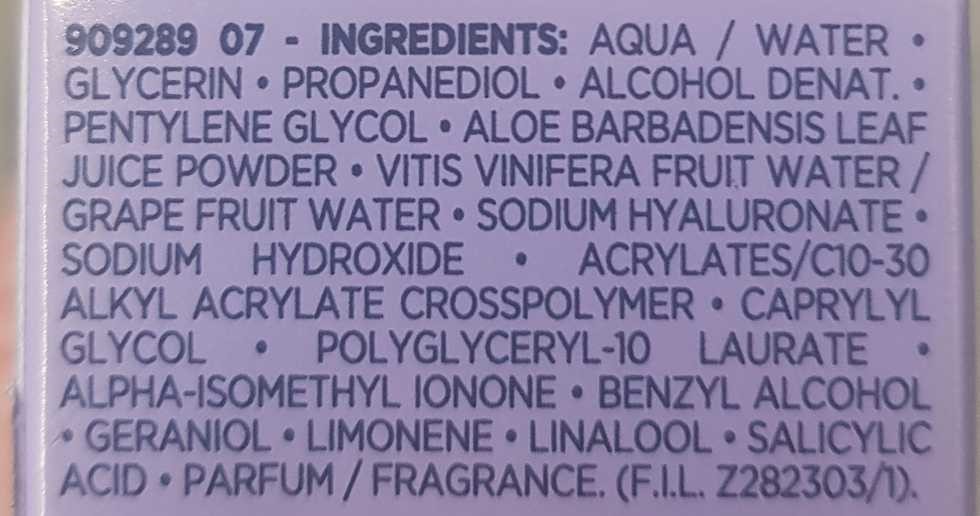 909289 07 - INGREDIENTS: AQUA / WATER •
GLYCERIN • PROPANEDIOL • ALCOHOL DENAT. •
PENTYLENE GLYCOL • ALOE BARBADENSIS LEAF
JUICE POWDER • VITIS VINIFERA FRUIT WATER /
GRAPE FRUIT WATER • SODIUM HYALURONATE •
SODIUM HYDROXIDE • ACRYLATES/C10-30
ALKYL ACRYLATE CROSSPOLYMER • CAPRYLYL
GLYCOL • POLYGLYCERYL-10 LAURATE •
ALPHA-ISOMETHYL IONONE • BENZYL ALCOHOL
• GERANIOL • LIMONENE • LINALOOL • SALICYLIC
ACID • PARFUM / FRAGRANCE. (F.I.L. Z282303/1).